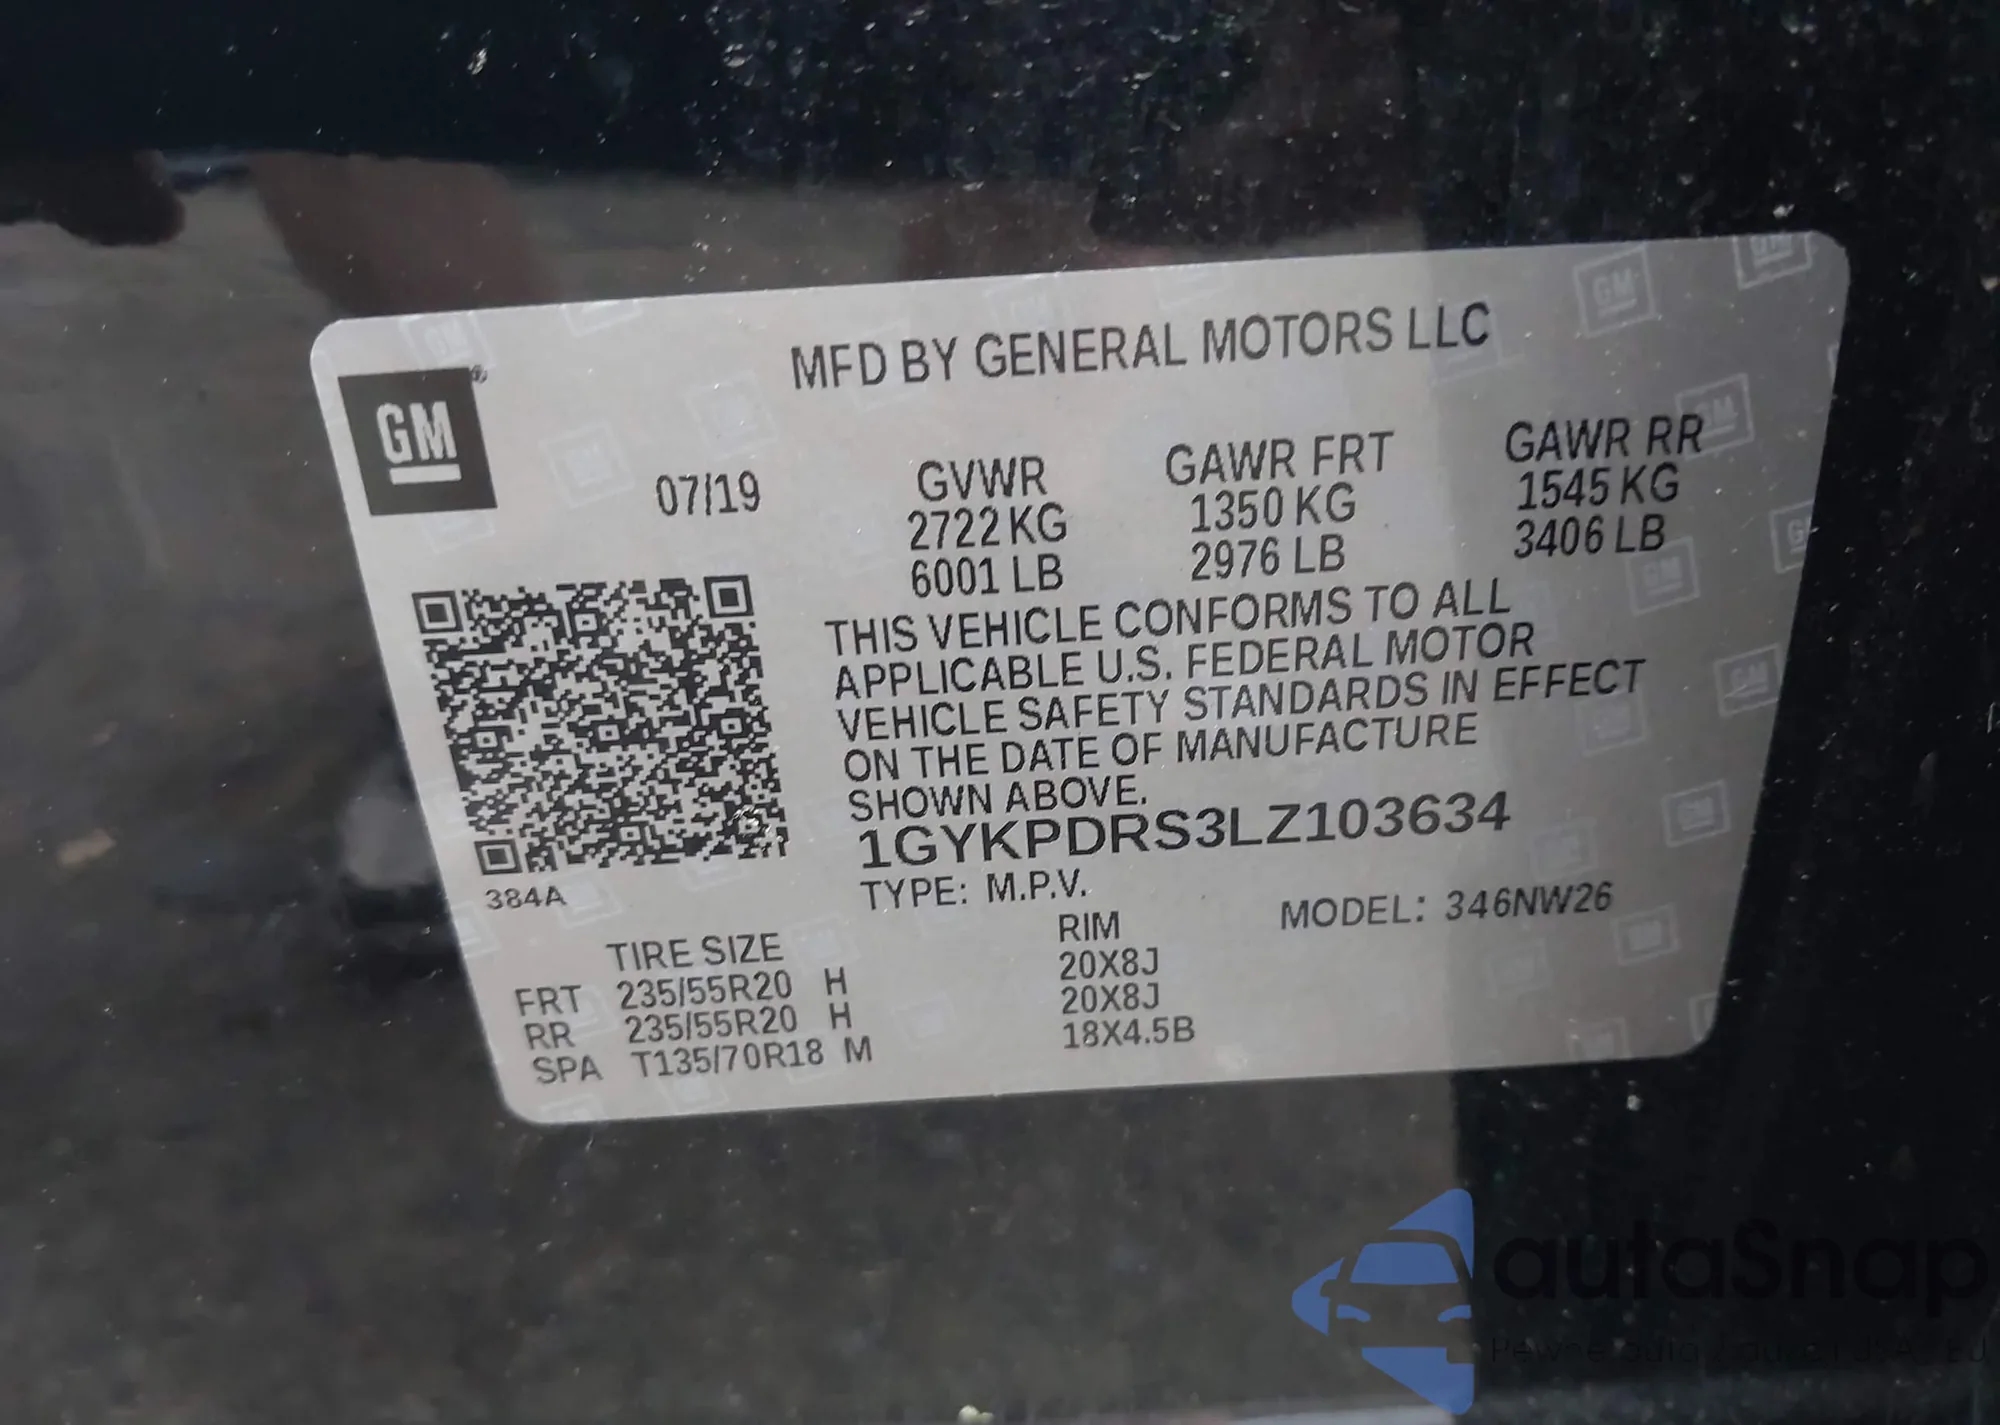 MFD BY GENERAL MOTORS LLC
GM®
07/19
GVWR GAWR FRT GAWR RR
2722 KG 1350 KG 1545 KG
6001 LB 2976 LB 3406 LB
THIS VEHICLE CONFORMS TO ALL
APPLICABLE U.S. FEDERAL MOTOR
VEHICLE SAFETY STANDARDS IN EFFECT
ON THE DATE OF MANUFACTURE
SHOWN ABOVE.
1GYKPDRS3LZ103634
384A
TYPE: M.P.V. MODEL: 346NW26
TIRE SIZE RIM
FRT 235/55R20 H 20X8J
RR 235/55R20 H 20X8J
SPA T135/70R18 M 18X4.5B
autaSnap